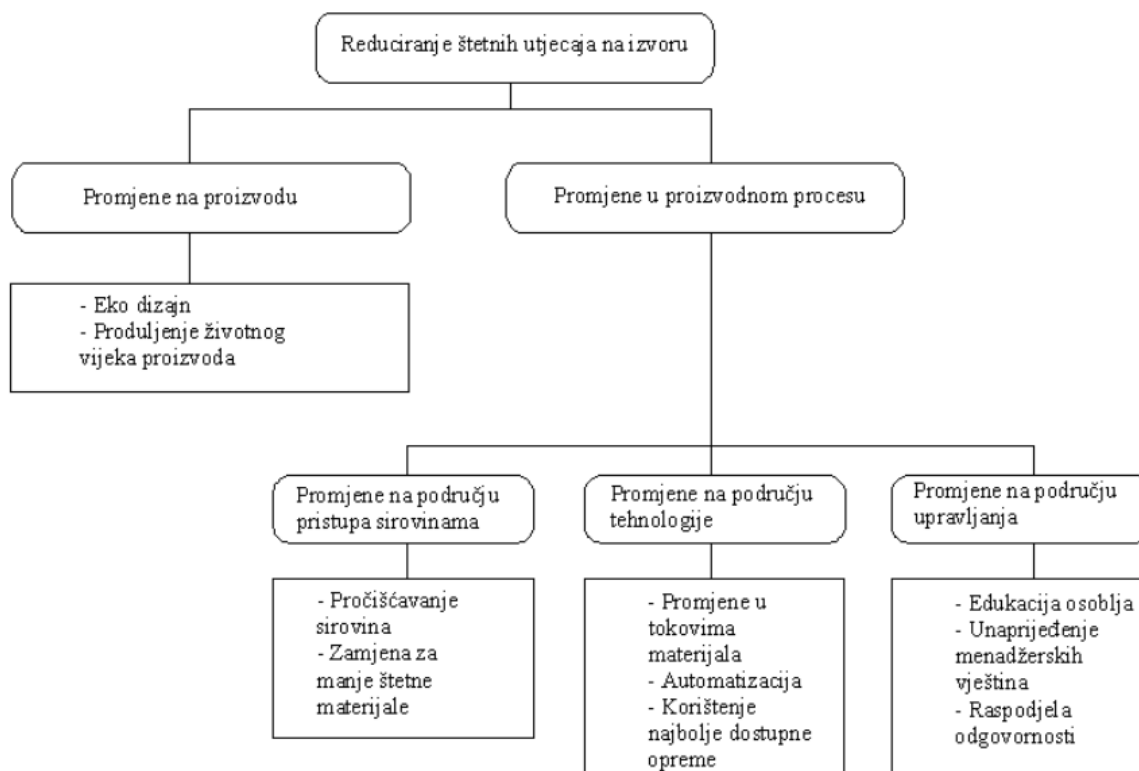 Reduciranje štetnih utjecaja na izvoru
Promjene na proizvodu
Promjene u proizvodnom procesu
- Eko dizajn
- Produljenje životnog
vijeka proizvoda
Promjene na području
pristupa sirovinama
Promjene na području
tehnologije
Promjene na području
upravljanja
- Pročišćavanje
sirovina
- Zamjena za
manje štetne
materijale
- Promjene u
tokovima
materijala
- Automatizacija
- Korištenje
najbolje dostupne
opreme
- Edukacija osoblja
- Unaprijeđenje
menadžerskih
vještina
- Raspodjela
odgovornosti